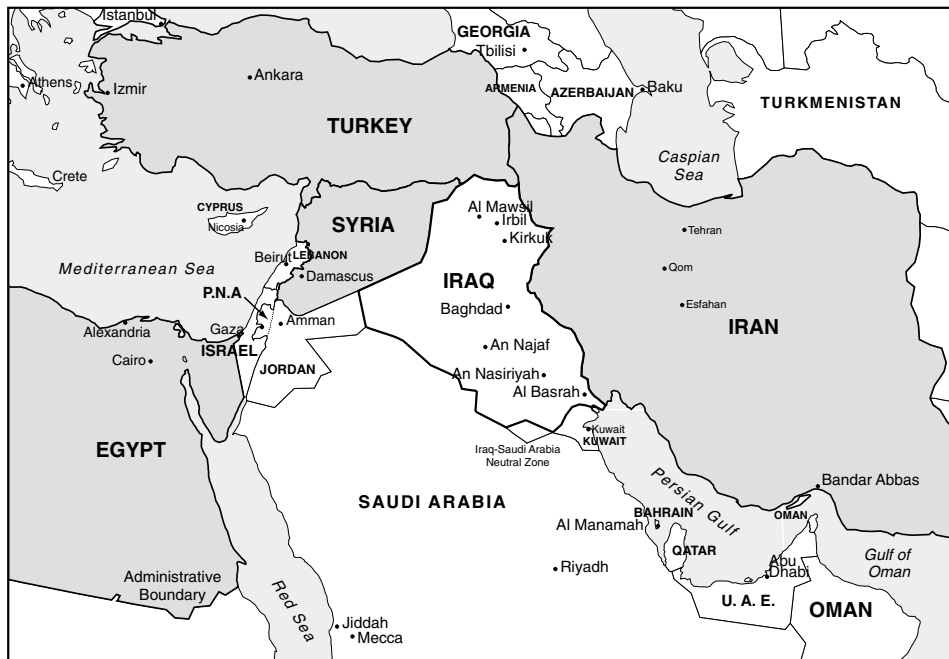 Istanbul
GEORGIA
Tbilisi
Athens
Izmir
Ankara
ARMENIA
AZERBAIJAN
Baku
TURKMENISTAN
TURKEY
Caspian
Sea
Crete
CYPRUS
Nicosia
SYRIA
Al Mawsil
Irbil
Kirkuk
Tehran
Beirut
LEBANON
Damascus
Mediterranean Sea
Qom
IRAQ
P.N.A
Baghdad
Esfahan
IRAN
Alexandria
Gaza
Amman
ISRAEL
Cairo
JORDAN
An Najaf
An Nasiriyah
Al Basrah
EGYPT
Kuwait
KUWAIT
Iraq-Saudi Arabia
Neutral Zone
Persian Gulf
Bandar Abbas
SAUDI ARABIA
BAHRAIN
OMAN
Al Manamah
QATAR
Gulf of
Oman
Riyadh
Abu
Dhabi
Administrative
Boundary
Red Sea
U. A. E.
OMAN
Jiddah
Mecca